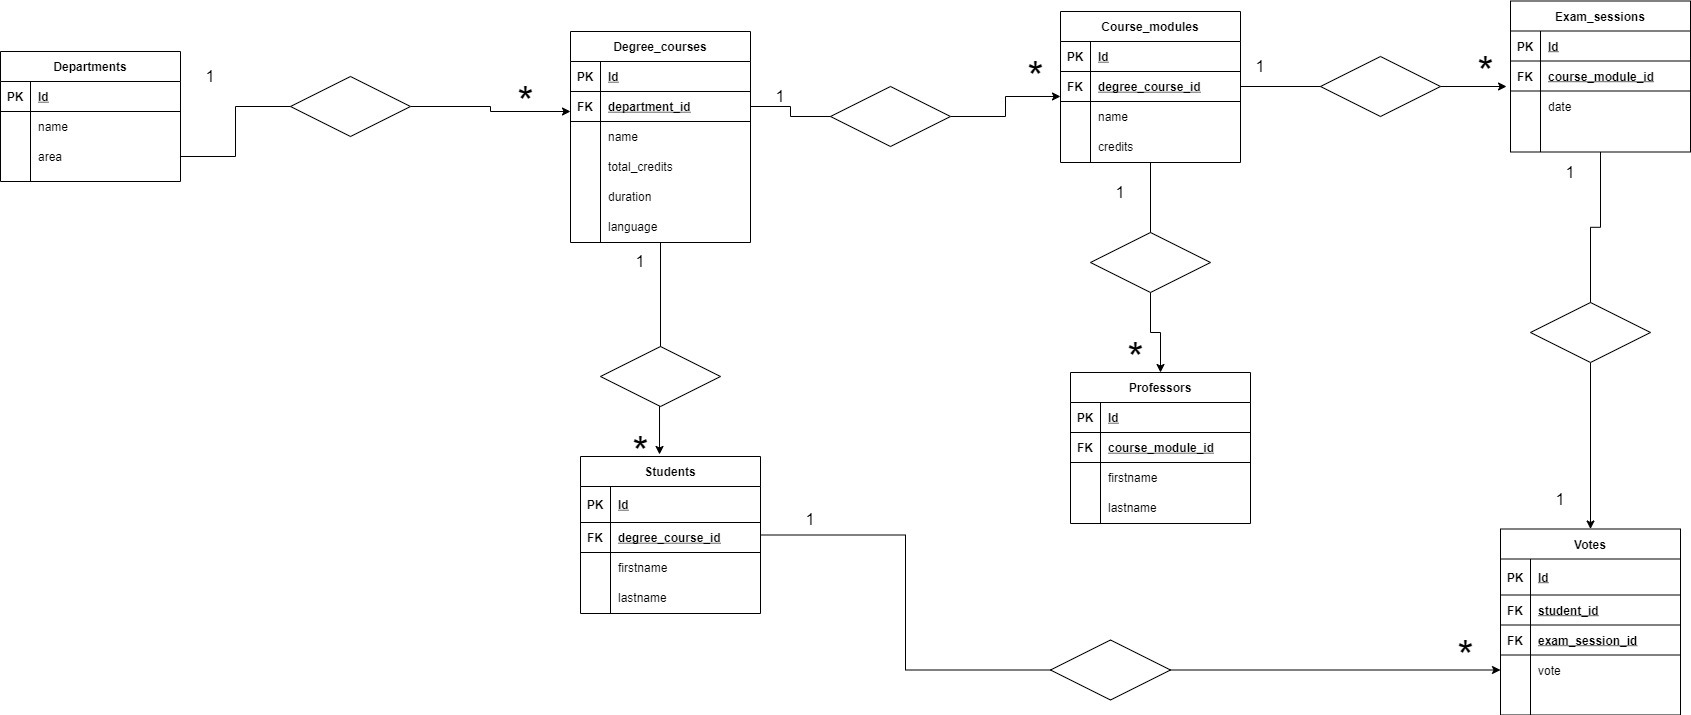 Departments
PK Id
name
area
1
*
Degree_courses
PK Id
FK department_id
name
total_credits
duration
language
1
*
Course_modules
PK Id
FK degree_course_id
name
credits
1
*
Exam_sessions
PK Id
FK course_module_id
date
1
*
Students
PK Id
FK degree_course_id
firstname
lastname
1
*
Professors
PK Id
FK course_module_id
firstname
lastname
1
1
Votes
PK Id
FK student_id
FK exam_session_id
vote
1
*